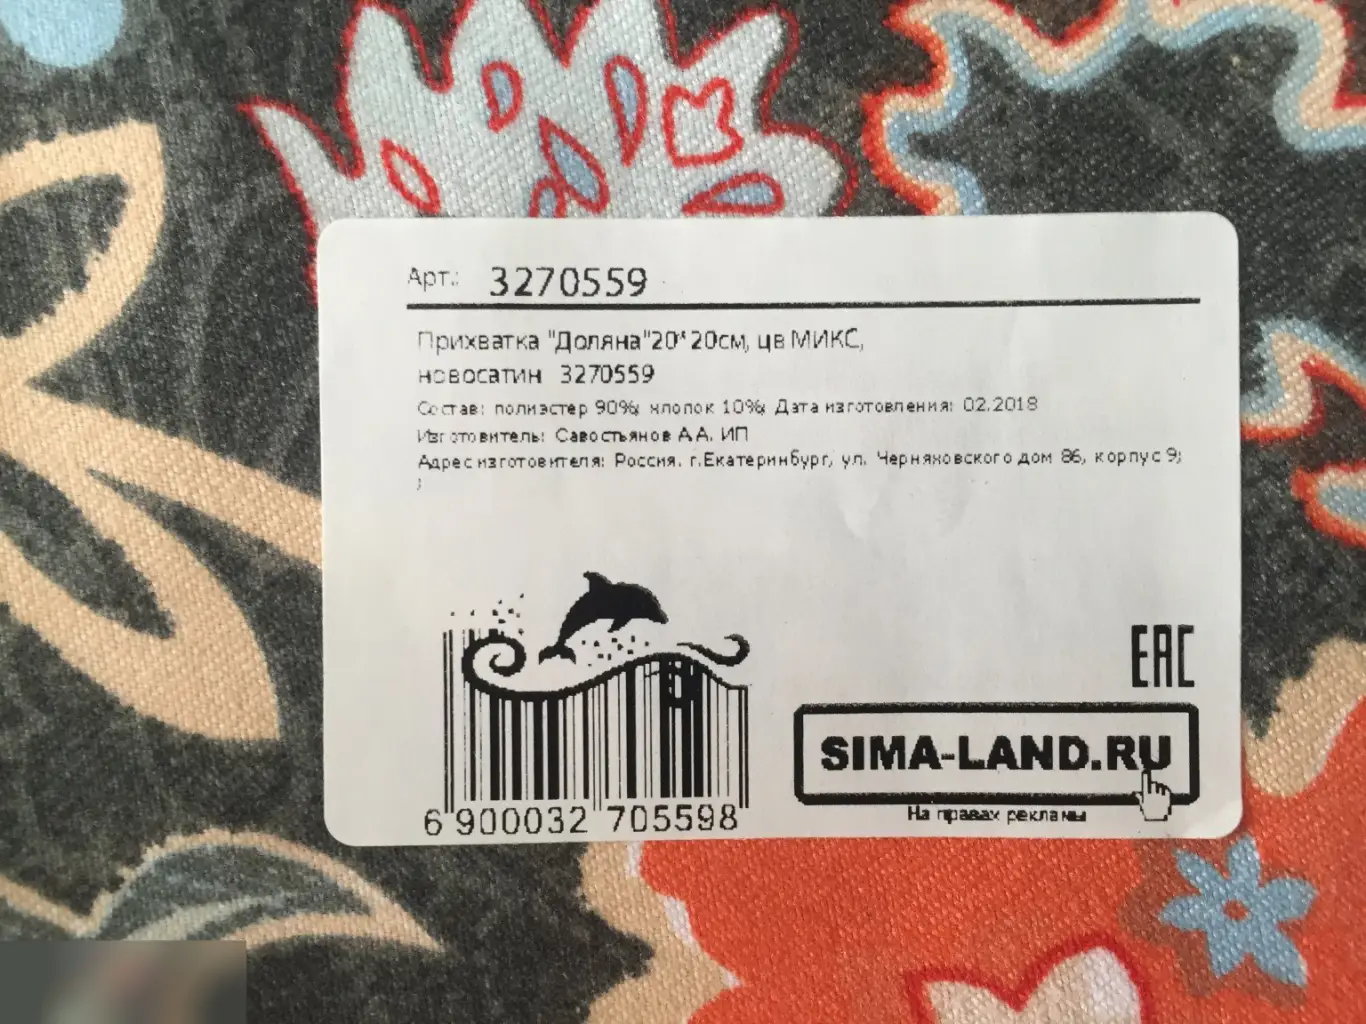 Арт.: 3270559
Прихватка "Доляна"20*20см, цв МИКС,
новосатин 3270559
Состав: полиэстер 90%; хлопок 10%; Дата изготовления: 02.2018
Изготовитель: Савостьянов А.А. ИП
Адрес изготовителя: Россия. г.Екатеринбург, ул. Черняховского дом 86, корпус 9;
;
EAC
SIMA-LAND.RU
На правах рекламы
6 900032 705598